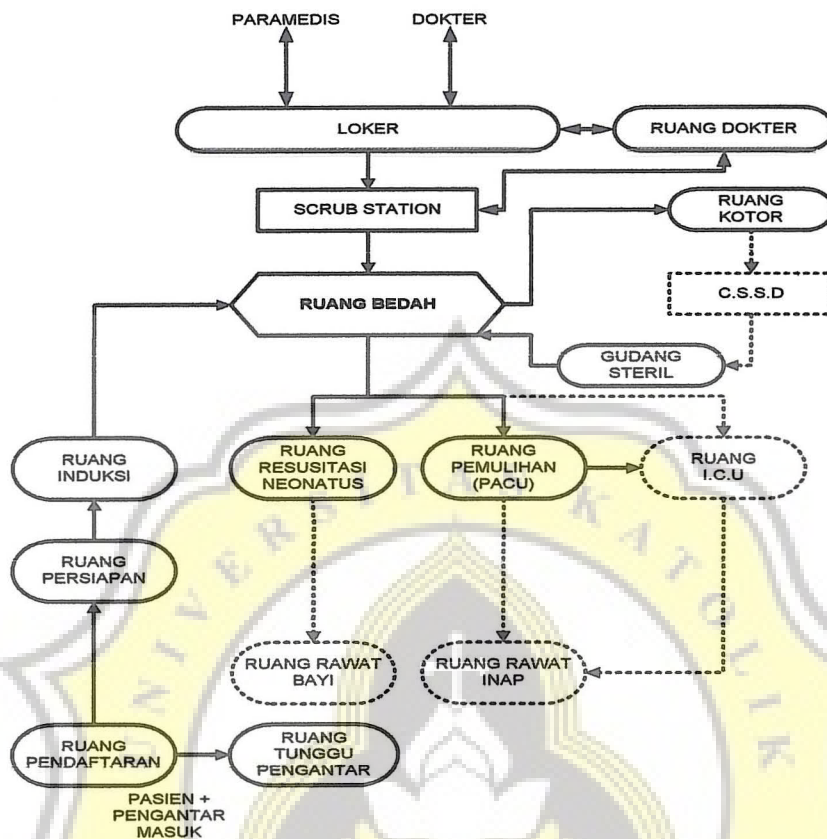 PARAMEDIS
DOKTER
LOKER
RUANG DOKTER
SCRUB STATION
RUANG
KOTOR
RUANG BEDAH
C.S.S.D
GUDANG
STERIL
RUANG
INDUKSI
RUANG
RESUSITASI
NEONATUS
RUANG
PEMULIHAN
(PACU)
RUANG
I.C.U
RUANG
PERSIAPAN
RUANG RAWAT
BAYI
RUANG RAWAT
INAP
RUANG
PENDAFTARAN
RUANG
TUNGGU
PENGANTAR
PASIEN +
PENGANTAR
MASUK
UNIVERSITAS KATOLIK